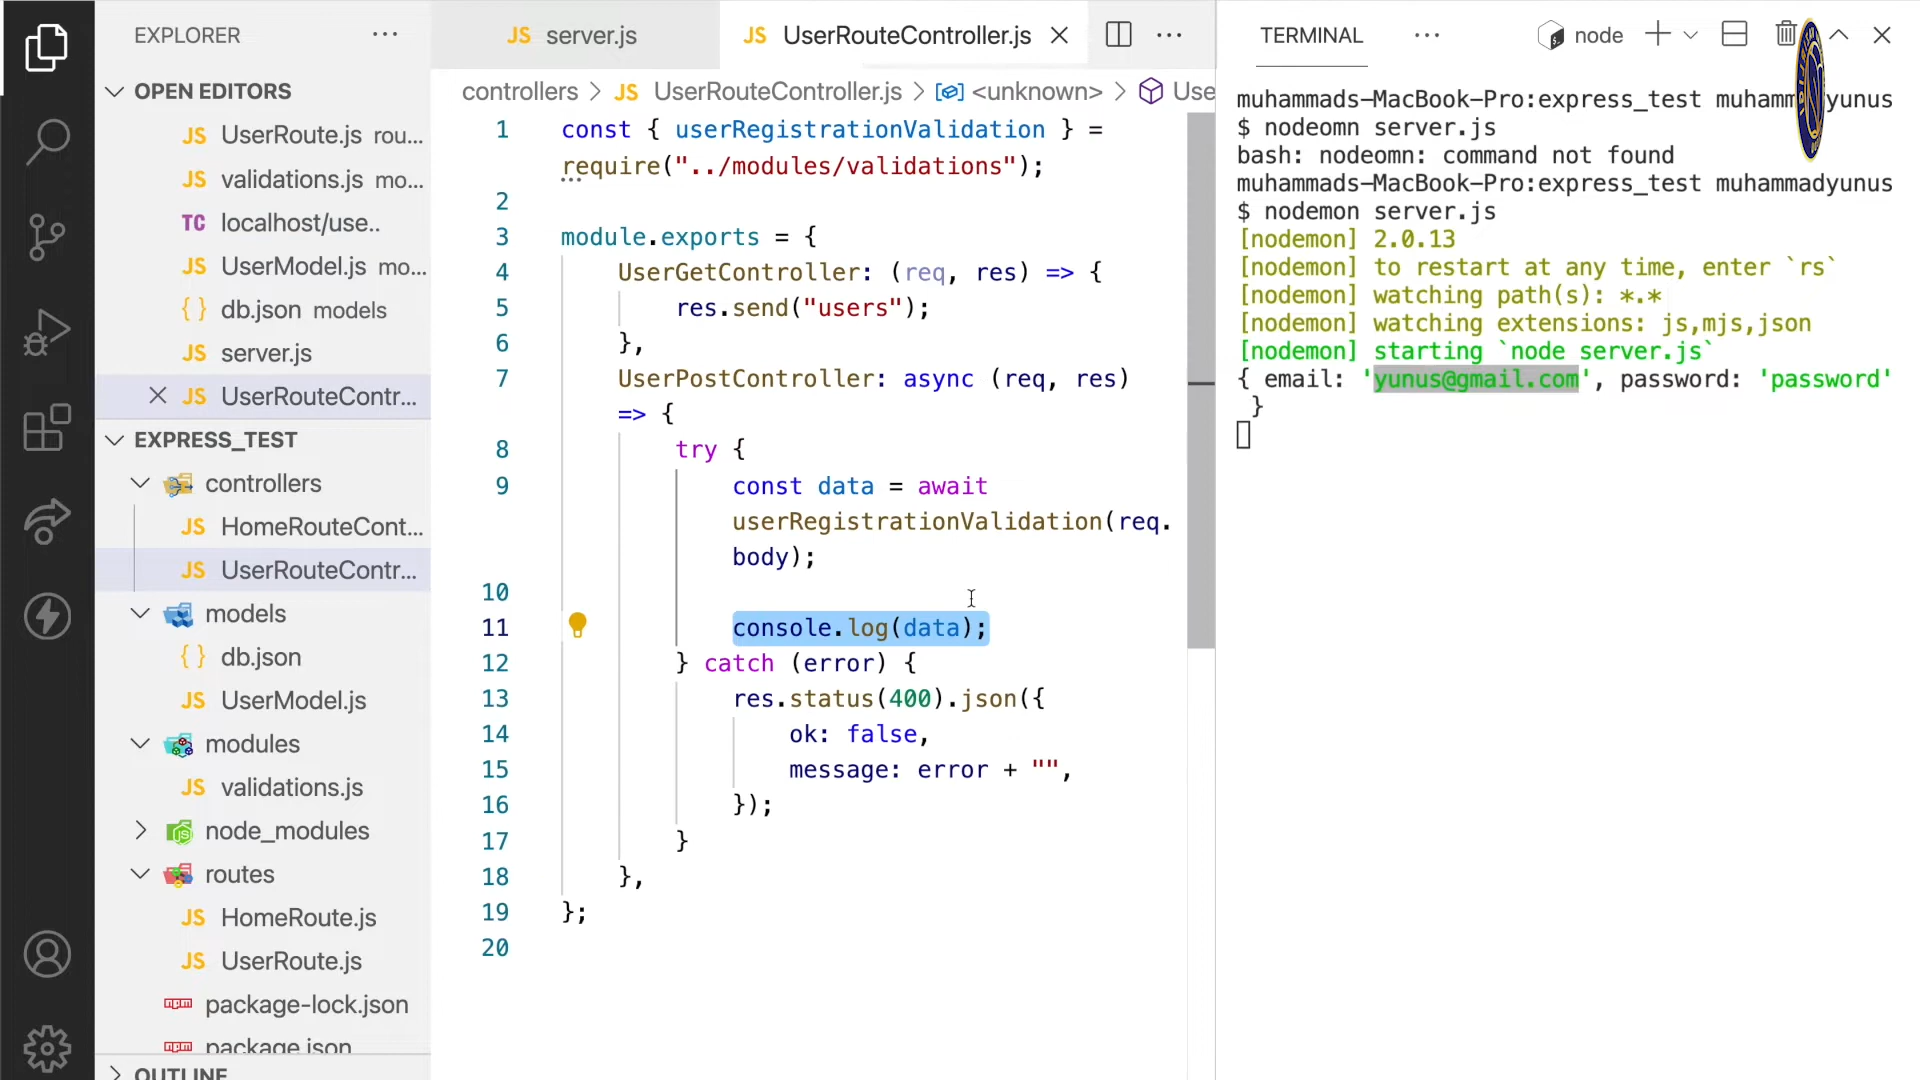 EXPLORER
OPEN EDITORS
JS UserRoute.js rou...
JS validations.js mo...
TC localhost/use..
JS UserModel.js mo...
{ } db.json models
JS server.js
JS UserRouteContr...
EXPRESS_TEST
controllers
JS HomeRouteCont...
JS UserRouteContr...
models
{ } db.json
JS UserModel.js
modules
JS validations.js
node_modules
routes
JS HomeRoute.js
JS UserRoute.js
package-lock.json
package.json
OUTLINE
JS server.js
JS UserRouteController.js
controllers > JS UserRouteController.js > <unknown> > Use
1 const { userRegistrationValidation } =
require("../modules/validations");
2
3 module.exports = {
4 UserGetController: (req, res) => {
5 res.send("users");
6 },
7 UserPostController: async (req, res)
=> {
8 try {
9 const data = await
userRegistrationValidation(req.
body);
10
11 console.log(data);
12 } catch (error) {
13 res.status(400).json({
14 ok: false,
15 message: error + "",
16 });
17 }
18 },
19 };
20
TERMINAL
node
muhammads-MacBook-Pro:express_test muhammadyunus
$ nodeomn server.js
bash: nodeomn: command not found
muhammads-MacBook-Pro:express_test muhammadyunus
$ nodemon server.js
[nodemon] 2.0.13
[nodemon] to restart at any time, enter `rs`
[nodemon] watching path(s): *.*
[nodemon] watching extensions: js,mjs,json
[nodemon] starting `node server.js`
{ email: 'yunus@gmail.com', password: 'password'
}